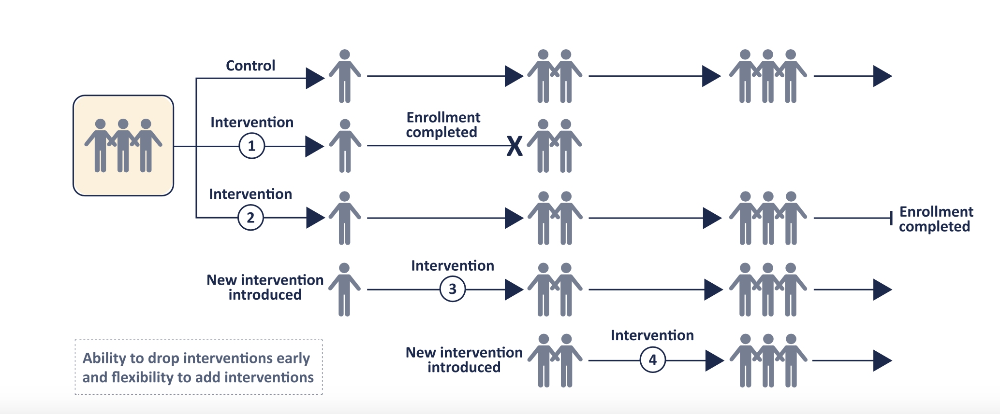 Control
Intervention
1
Enrollment
completed
X
Intervention
2
Enrollment
completed
New intervention
introduced
Intervention
3
New intervention
introduced
Intervention
4
Ability to drop interventions early
and flexibility to add interventions